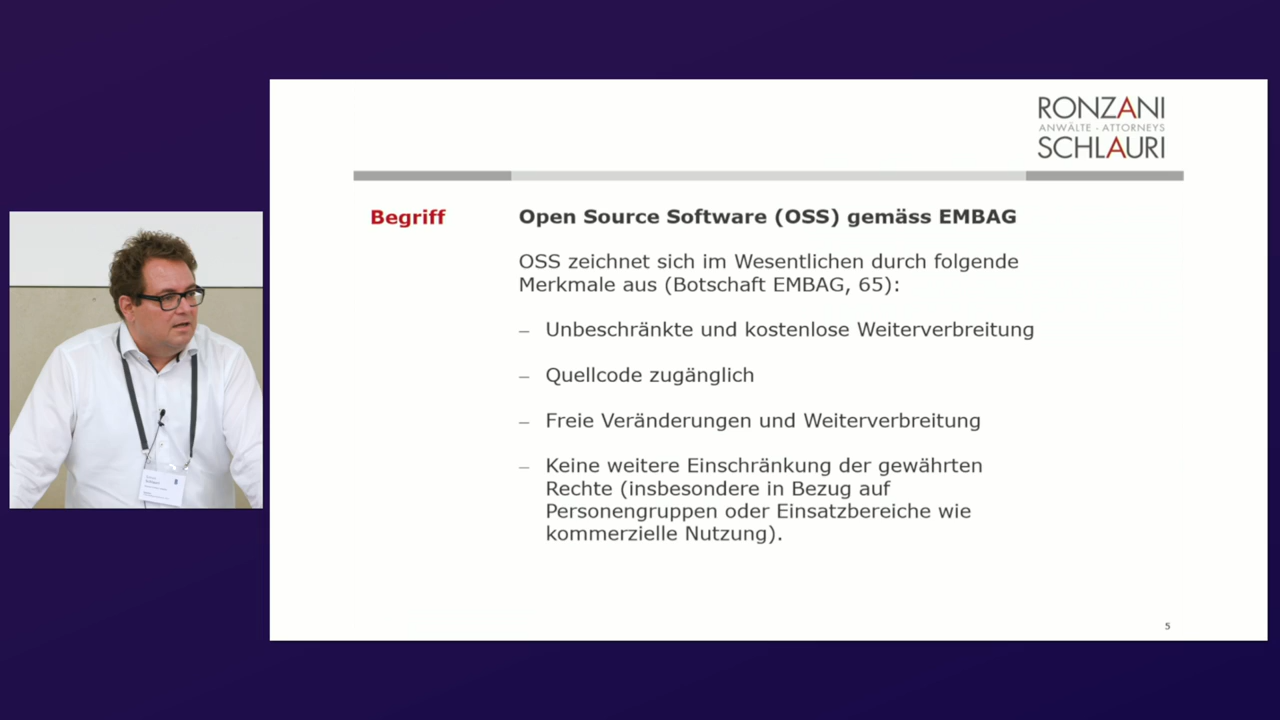 RONZANI
ANWÄLTE - ATTORNEYS
SCHLAURI
Begriff
Open Source Software (OSS) gemäss EMBAG
OSS zeichnet sich im Wesentlichen durch folgende
Merkmale aus (Botschaft EMBAG, 65):
– Unbeschränkte und kostenlose Weiterverbreitung
– Quellcode zugänglich
– Freie Veränderungen und Weiterverbreitung
– Keine weitere Einschränkung der gewährten
Rechte (insbesondere in Bezug auf
Personengruppen oder Einsatzbereiche wie
kommerzielle Nutzung).
5